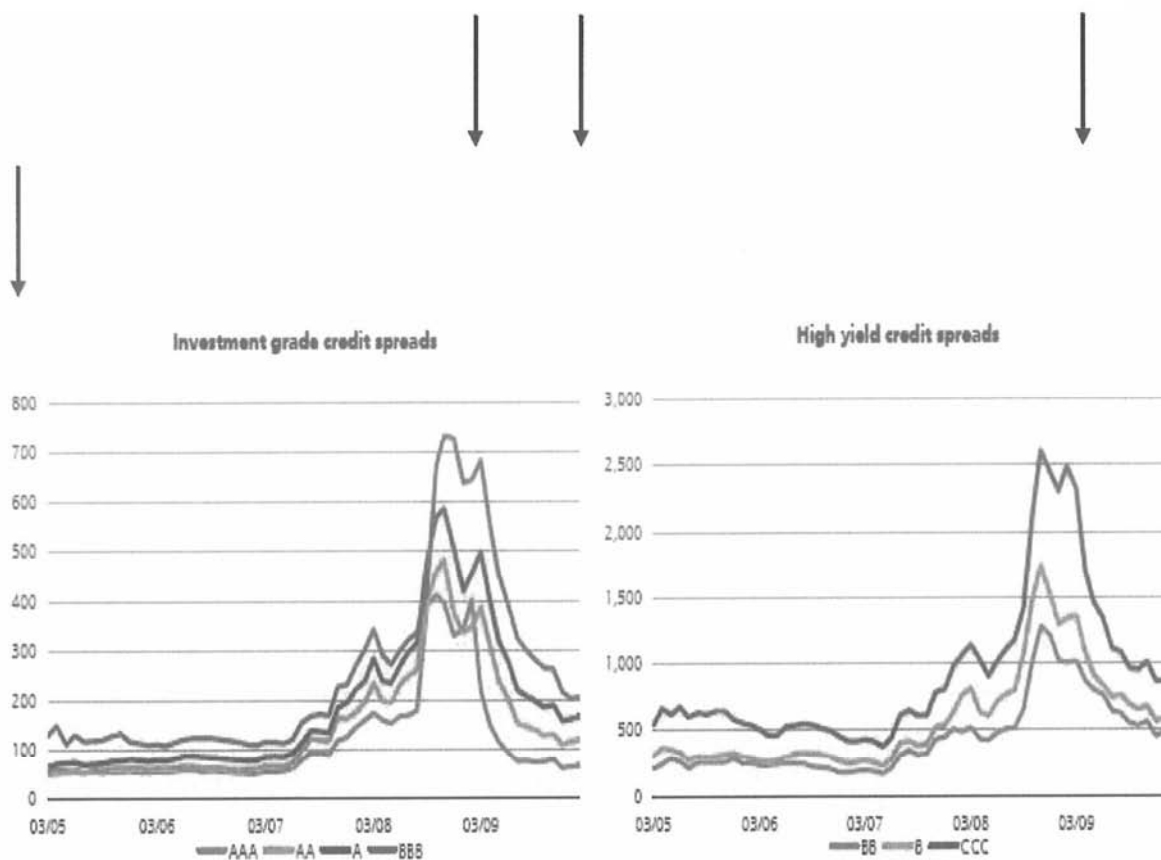 Investment grade credit spreads
800
700
600
500
400
300
200
100
0
03/05 03/06 03/07 03/08 03/09
AAA AA A BBB
High yield credit spreads
3,000
2,500
2,000
1,500
1,000
500
0
03/05 03/06 03/07 03/08 03/09
BB B CCC